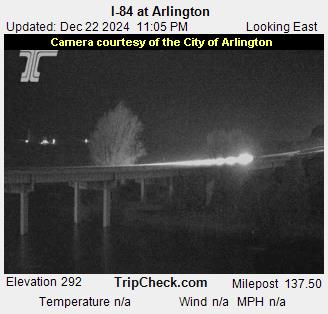 I-84 at Arlington
Updated: Dec 22 2024 11:05 PM Looking East
Camera courtesy of the City of Arlington
Elevation 292 TripCheck.com Milepost 137.50
Temperature n/a Wind n/a MPH n/a